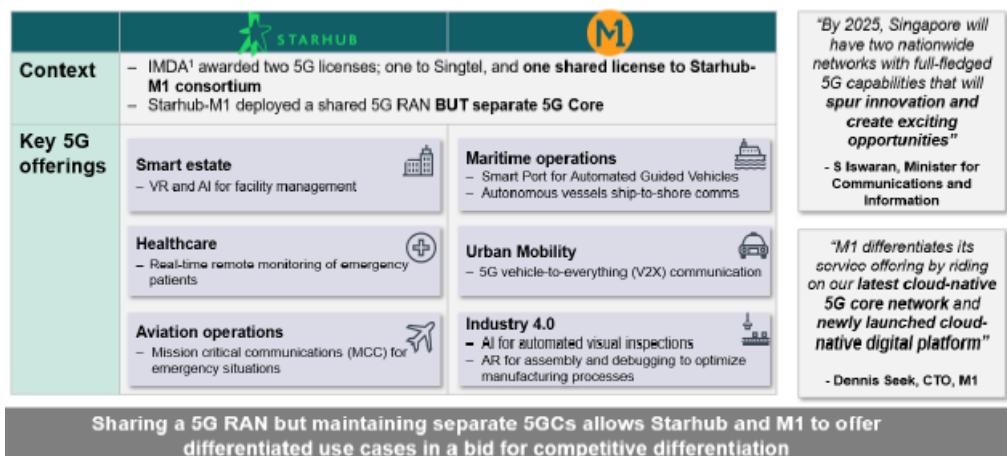 STARHUB
M1
Context
– IMDA¹ awarded two 5G licenses; one to Singtel, and one shared license to Starhub-
M1 consortium
– Starhub-M1 deployed a shared 5G RAN BUT separate 5G Core
Key 5G
offerings
Smart estate
– VR and AI for facility management
Healthcare
– Real-time remote monitoring of emergency
patients
Aviation operations
– Mission critical communications (MCC) for
emergency situations
Maritime operations
– Smart Port for Automated Guided Vehicles
– Autonomous vessels ship-to-shore comms
Urban Mobility
– 5G vehicle-to-everything (V2X) communication
Industry 4.0
– AI for automated visual inspections
– AR for assembly and debugging to optimize
manufacturing processes
“By 2025, Singapore will
have two nationwide
networks with full-fledged
5G capabilities that will
spur innovation and
create exciting
opportunities”
- S Iswaran, Minister for
Communications and
Information
“M1 differentiates its
service offering by riding
on our latest cloud-native
5G core network and
newly launched cloud-
native digital platform”
- Dennis Seek, CTO, M1
Sharing a 5G RAN but maintaining separate 5GCs allows Starhub and M1 to offer
differentiated use cases in a bid for competitive differentiation